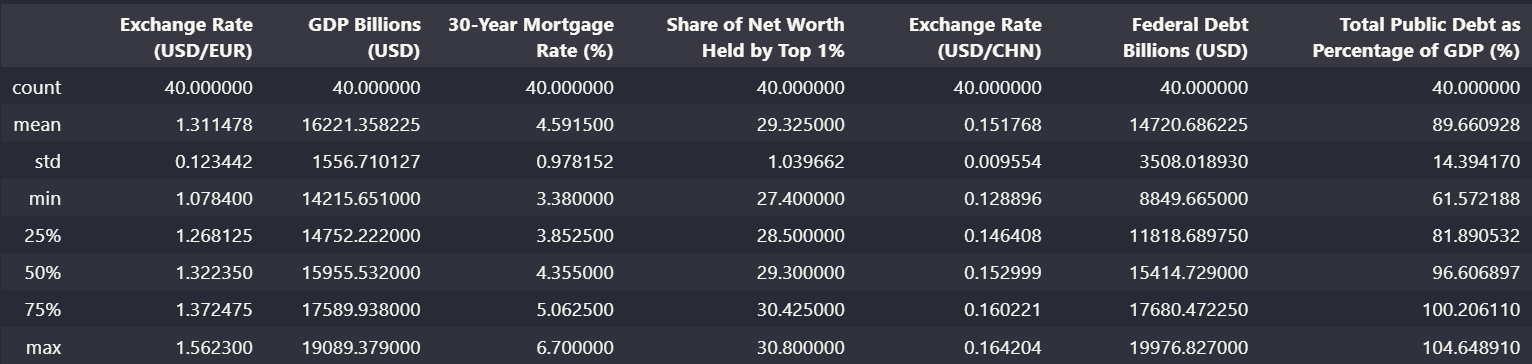 Exchange Rate (USD/EUR) GDP Billions (USD) 30-Year Mortgage Rate (%) Share of Net Worth Held by Top 1% Exchange Rate (USD/CHN) Federal Debt Billions (USD) Total Public Debt as Percentage of GDP (%)
count 40.000000 40.000000 40.000000 40.000000 40.000000 40.000000 40.000000
mean 1.311478 16221.358225 4.591500 29.325000 0.151768 14720.686225 89.660928
std 0.123442 1556.710127 0.978152 1.039662 0.009554 3508.018930 14.394170
min 1.078400 14215.651000 3.380000 27.400000 0.128896 8849.665000 61.572188
25% 1.268125 14752.222000 3.852500 28.500000 0.146408 11818.689750 81.890532
50% 1.322350 15955.532000 4.355000 29.300000 0.152999 15414.729000 96.606897
75% 1.372475 17589.938000 5.062500 30.425000 0.160221 17680.472250 100.206110
max 1.562300 19089.379000 6.700000 30.800000 0.164204 19976.827000 104.648910